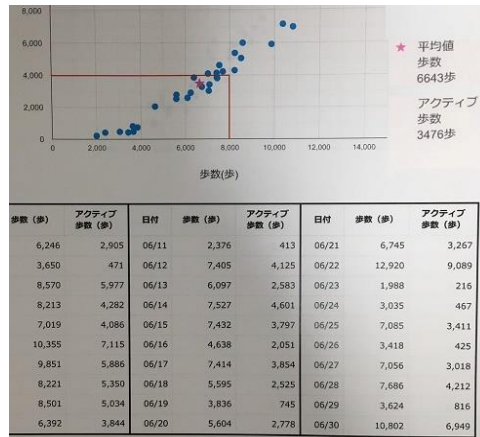 8,000
6,000
4,000
2,000
0
0 2,000 4,000 6,000 8,000 10,000 12,000 14,000
歩数(歩)
★ 平均値
歩数
6643歩
アクティブ
歩数
3476歩
歩数 (歩) アクティブ歩数 (歩) 日付 歩数 (歩) アクティブ歩数 (歩) 日付 歩数 (歩) アクティブ歩数 (歩)
6,246 2,905 06/11 2,376 413 06/21 6,745 3,267
3,650 471 06/12 7,405 4,125 06/22 12,920 9,089
8,570 5,977 06/13 6,097 2,583 06/23 1,988 216
8,213 4,282 06/14 7,527 4,601 06/24 3,035 467
7,019 4,086 06/15 7,432 3,797 06/25 7,085 3,411
10,355 7,115 06/16 4,638 2,051 06/26 3,418 425
9,851 5,886 06/17 7,414 3,854 06/27 7,056 3,018
8,221 5,350 06/18 5,595 2,525 06/28 7,686 4,212
8,501 5,034 06/19 3,836 745 06/29 3,624 816
6,392 3,844 06/20 5,604 2,778 06/30 10,802 6,949